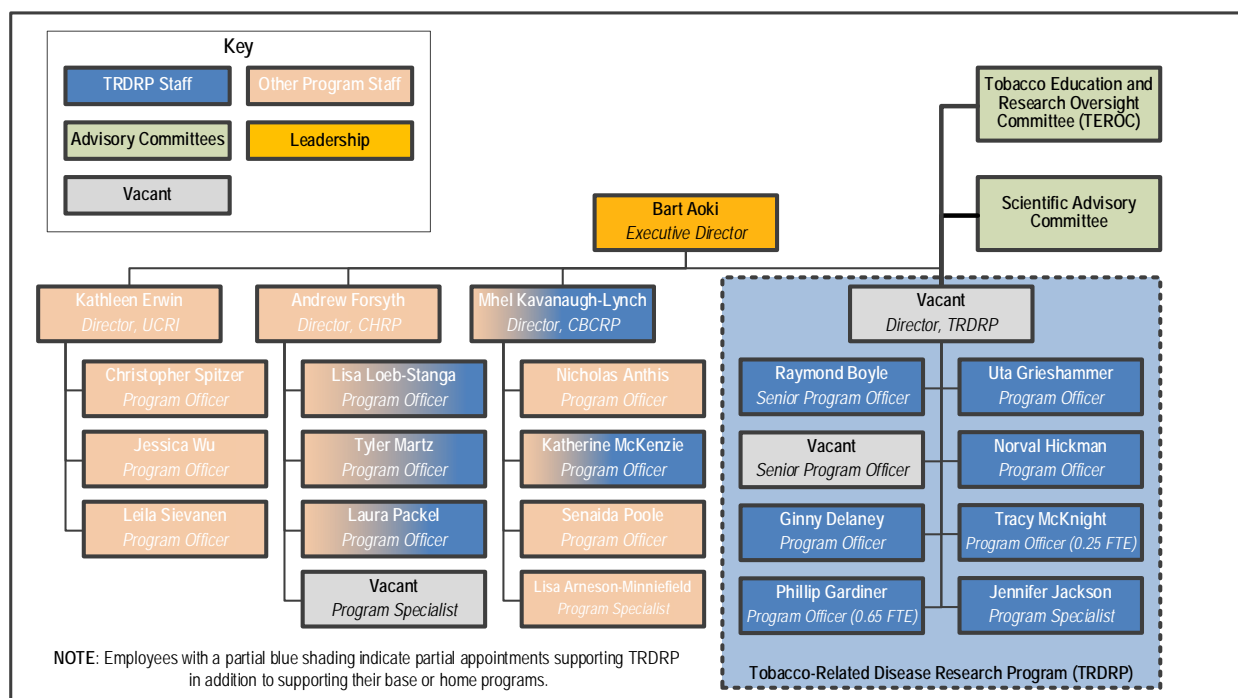 Key
TRDRP Staff
Other Program Staff
Advisory Committees
Leadership
Vacant
Tobacco Education and
Research Oversight
Committee (TEROC)
Scientific Advisory
Committee
Bart Aoki
Executive Director
Kathleen Erwin
Director, UCRI
Andrew Forsyth
Director, CHRP
Mhel Kavanaugh-Lynch
Director, CBCRP
Vacant
Director, TRDRP
Christopher Spitzer
Program Officer
Jessica Wu
Program Officer
Leila Sievanen
Program Officer
Lisa Loeb-Stanga
Program Officer
Tyler Martz
Program Officer
Laura Packel
Program Officer
Vacant
Program Specialist
Nicholas Anthis
Program Officer
Katherine McKenzie
Program Officer
Senaida Poole
Program Officer
Lisa Arneson-Minniefield
Program Specialist
Raymond Boyle
Senior Program Officer
Uta Grieshammer
Program Officer
Vacant
Senior Program Officer
Norval Hickman
Program Officer
Ginny Delaney
Program Officer
Tracy McKnight
Program Officer (0.25 FTE)
Phillip Gardiner
Program Officer (0.65 FTE)
Jennifer Jackson
Program Specialist
Tobacco-Related Disease Research Program (TRDRP)
NOTE: Employees with a partial blue shading indicate partial appointments supporting TRDRP
in addition to supporting their base or home programs.